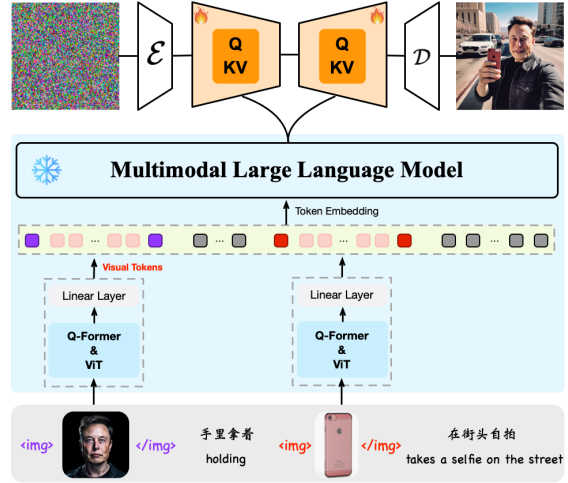 ℰ
Q
KV
Q
KV
𝒟
Multimodal Large Language Model
Token Embedding
... ... ... ...
Visual Tokens
Linear Layer
Linear Layer
Q-Former
&
ViT
Q-Former
&
ViT
<img> </img> 手里拿着 <img> </img> 在街头自拍
holding takes a selfie on the street